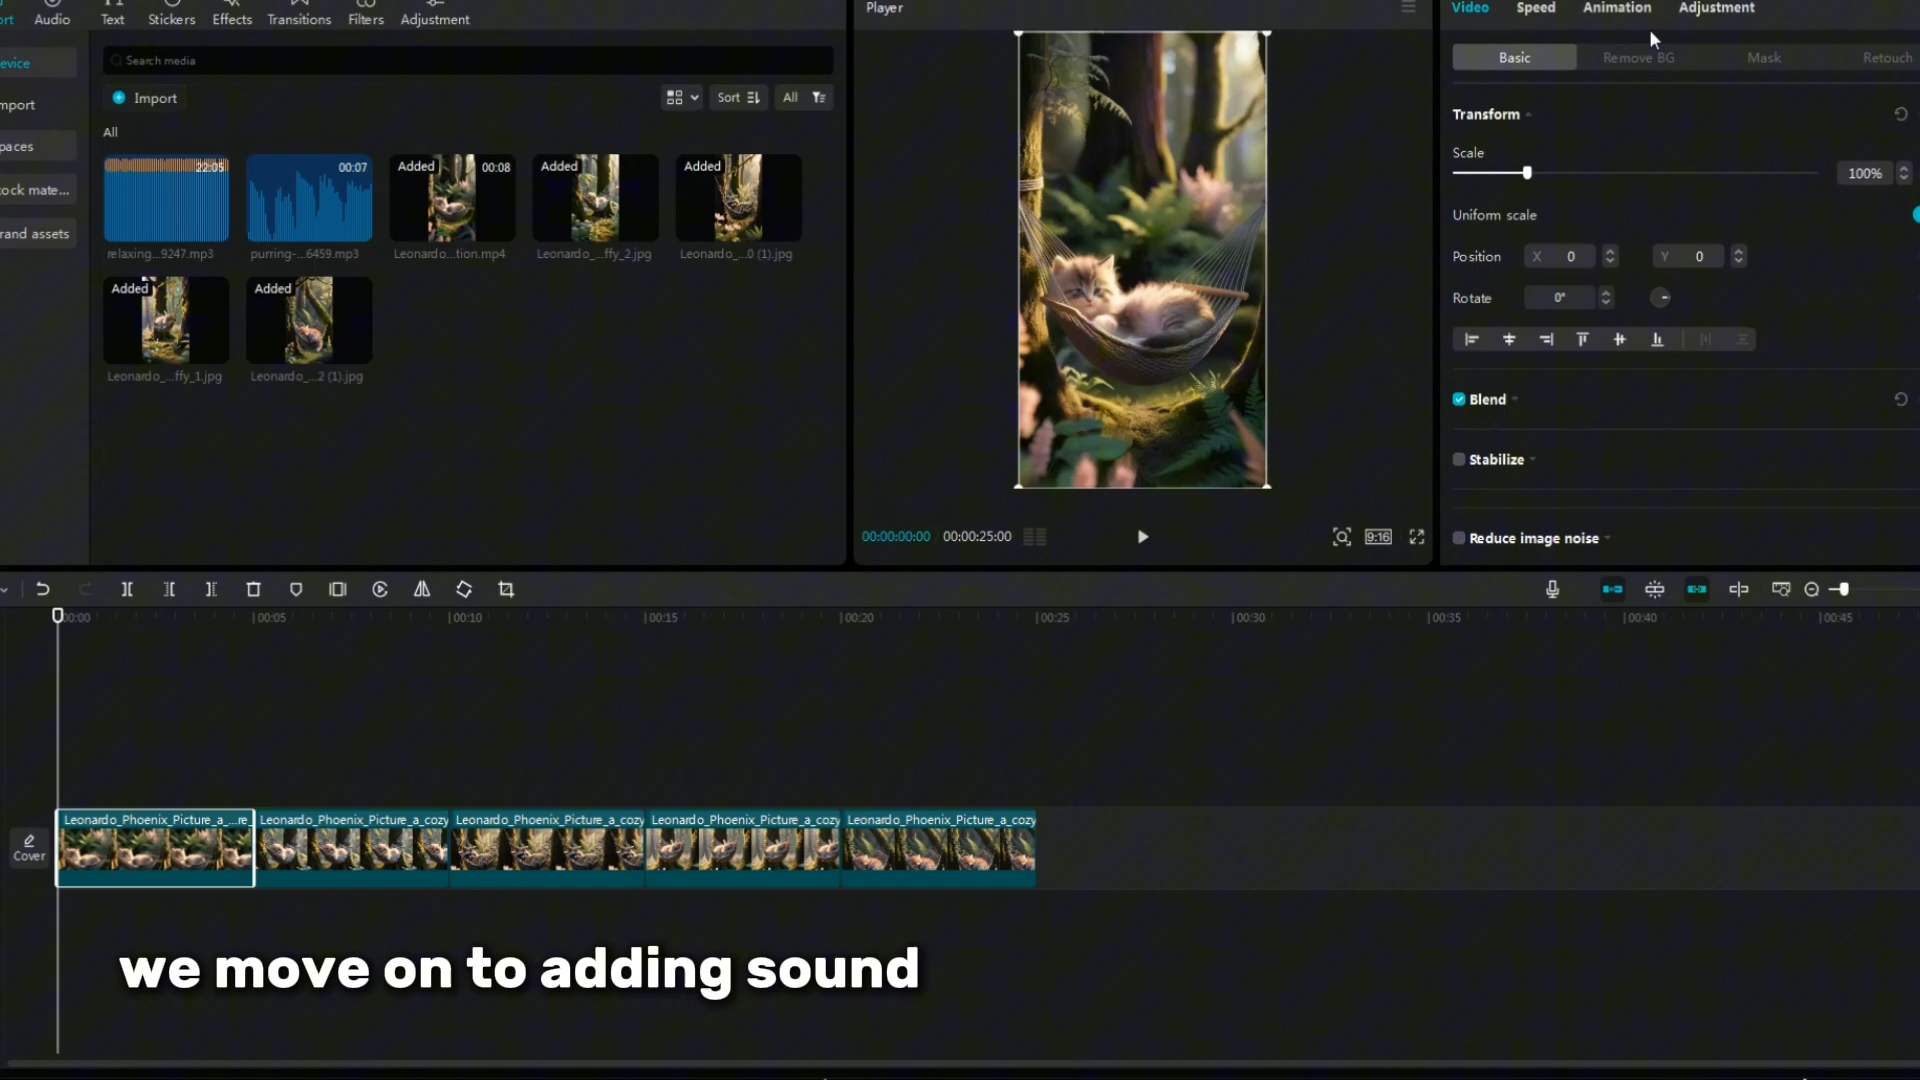 ort
Audio
Text
Stickers
Effects
Transitions
Filters
Adjustment
evice
mport
paces
ock mate...
rand assets
Search media
Import
Sort
All
All
22:05
00:07
Added
00:08
Added
Added
relaxing...9247.mp3
purring-...6459.mp3
Leonardo...tion.mp4
Leonardo_...ffy_2.jpg
Leonardo_...0 (1).jpg
Added
Added
Leonardo_...ffy_1.jpg
Leonardo_...2 (1).jpg
Player
00:00:00:00
00:00:25:00
9:16
Video
Speed
Animation
Adjustment
Basic
Remove BG
Mask
Retouch
Transform
Scale
100%
Uniform scale
Position
X 0
Y 0
Rotate
0°
Blend
Stabilize
Reduce image noise
00:00
00:05
00:10
00:15
00:20
00:25
00:30
00:35
00:40
00:45
Cover
Leonardo_Phoenix_Picture_a_...re_
Leonardo_Phoenix_Picture_a_cozy
Leonardo_Phoenix_Picture_a_cozy
Leonardo_Phoenix_Picture_a_cozy
Leonardo_Phoenix_Picture_a_cozy
we move on to adding sound